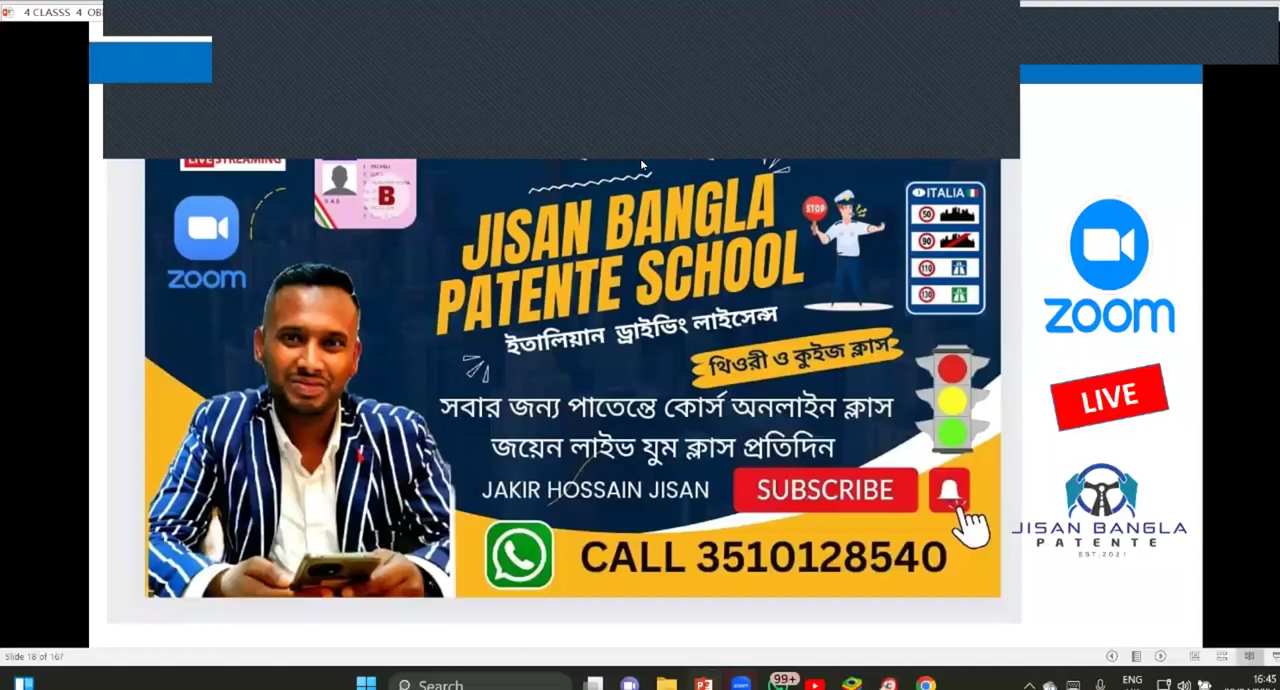 4 CLASSS 4 OB
LIVE STREAMING
B
zoom
JISAN BANGLA
PATENTE SCHOOL
ইতালিয়ান ড্রাইভিং লাইসেন্স
থিওরী ও কুইজ ক্লাস
সবার জন্য পাতেন্তে কোর্স অনলাইন ক্লাস
জয়েন লাইভ যুম ক্লাস প্রতিদিন
JAKIR HOSSAIN JISAN
SUBSCRIBE
CALL 3510128540
STOP
ITALIA
50
90
110
130
zoom
LIVE
JISAN BANGLA
PATENTE
EST.2021
Slide 18 of 167
Search
99+
ENG
16:45